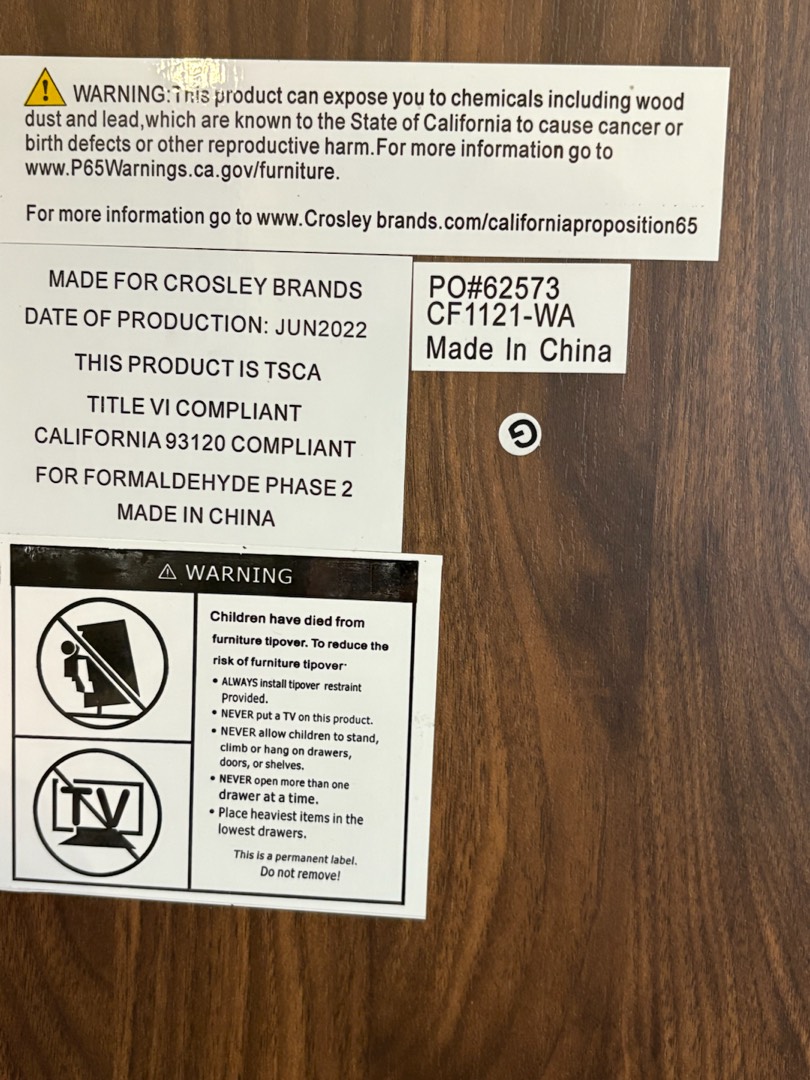 WARNING:This product can expose you to chemicals including wood
dust and lead,which are known to the State of California to cause cancer or
birth defects or other reproductive harm.For more information go to
www.P65Warnings.ca.gov/furniture.
For more information go to www.Crosley brands.com/californiaproposition65
MADE FOR CROSLEY BRANDS
DATE OF PRODUCTION: JUN2022
THIS PRODUCT IS TSCA
TITLE VI COMPLIANT
CALIFORNIA 93120 COMPLIANT
FOR FORMALDEHYDE PHASE 2
MADE IN CHINA
PO#62573
CF1121-WA
Made In China
G
⚠ WARNING
Children have died from
furniture tipover. To reduce the
risk of furniture tipover·
• ALWAYS install tipover restraint
Provided.
• NEVER put a TV on this product.
• NEVER allow children to stand,
climb or hang on drawers,
doors, or shelves.
• NEVER open more than one
drawer at a time.
• Place heaviest items in the
lowest drawers.
This is a permanent label.
Do not remove!
TV